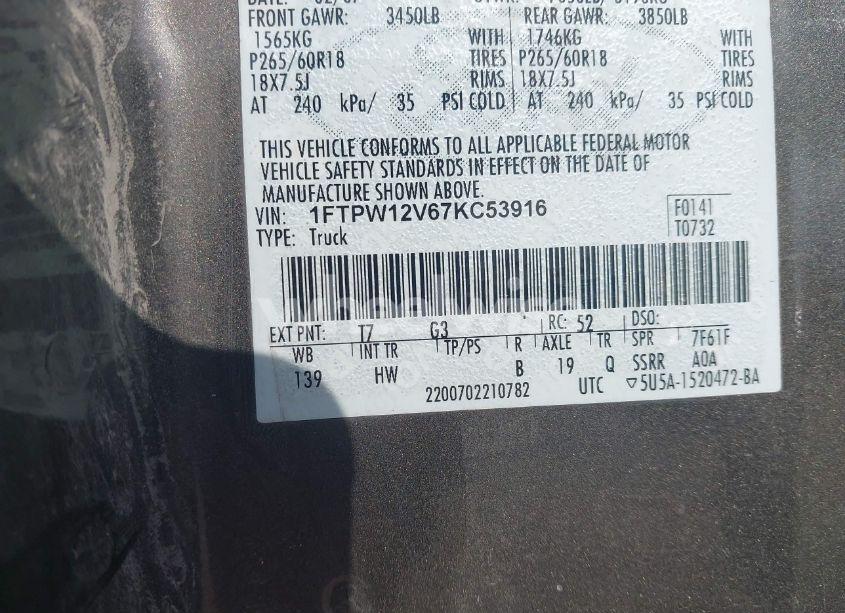 FRONT GAWR: 3450LB REAR GAWR: 3850LB
1565KG WITH 1746KG WITH
P265/60R18 TIRES P265/60R18 TIRES
18X7.5J RIMS 18X7.5J RIMS
AT 240 kPa/ 35 PSI COLD AT 240 kPa/ 35 PSI COLD
THIS VEHICLE CONFORMS TO ALL APPLICABLE FEDERAL MOTOR
VEHICLE SAFETY STANDARDS IN EFFECT ON THE DATE OF
MANUFACTURE SHOWN ABOVE.
VIN: 1FTPW12V67KC53916 F0141
TYPE: Truck T0732
EXT PNT: T7 G3 RC: 52 DSO:
WB INT TR TP/PS R AXLE TR SPR 7F61F
139 HW B 19 Q SSRR A0A
2200702210782 UTC ▽5U5A-1520472-BA